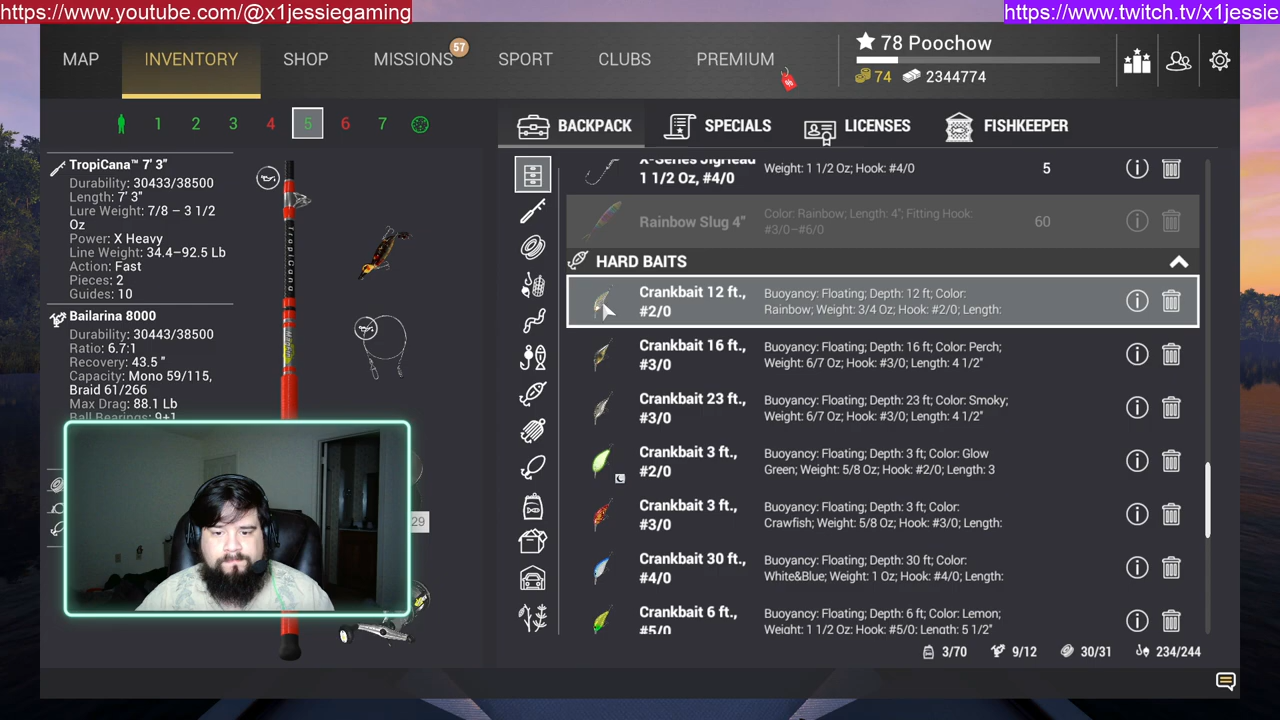 https://www.youtube.com/@x1jessiegaming
https://www.twitch.tv/x1jessie
MAP
INVENTORY
SHOP
MISSIONS
57
SPORT
CLUBS
PREMIUM
%
78 Poochow
74
2344774
1
2
3
4
5
6
7
BACKPACK
SPECIALS
LICENSES
FISHKEEPER
TropiCana™ 7' 3"
Durability: 30433/38500
Length: 7' 3"
Lure Weight: 7/8 – 3 1/2
Oz
Power: X Heavy
Line Weight: 34.4–92.5 Lb
Action: Fast
Pieces: 2
Guides: 10
Bailarina 8000
Durability: 30443/38500
Ratio: 6.7:1
Recovery: 43.5 "
Capacity: Mono 59/115,
Braid 61/266
Max Drag: 88.1 Lb
Ball Bearings: 9+1
TropiCana
29
X-Series JigHead
1 1/2 Oz, #4/0
Weight: 1 1/2 Oz; Hook: #4/0
5
Rainbow Slug 4"
Color: Rainbow; Length: 4"; Fitting Hook:
#3/0–#6/0
60
HARD BAITS
Crankbait 12 ft.,
#2/0
Buoyancy: Floating; Depth: 12 ft; Color:
Rainbow; Weight: 3/4 Oz; Hook: #2/0; Length:
Crankbait 16 ft.,
#3/0
Buoyancy: Floating; Depth: 16 ft; Color: Perch;
Weight: 6/7 Oz; Hook: #3/0; Length: 4 1/2"
Crankbait 23 ft.,
#3/0
Buoyancy: Floating; Depth: 23 ft; Color: Smoky;
Weight: 6/7 Oz; Hook: #3/0; Length: 4 1/2"
Crankbait 3 ft.,
#2/0
Buoyancy: Floating; Depth: 3 ft; Color: Glow
Green; Weight: 5/8 Oz; Hook: #2/0; Length: 3
Crankbait 3 ft.,
#3/0
Buoyancy: Floating; Depth: 3 ft; Color:
Crawfish; Weight: 5/8 Oz; Hook: #3/0; Length:
Crankbait 30 ft.,
#4/0
Buoyancy: Floating; Depth: 30 ft; Color:
White&Blue; Weight: 1 Oz; Hook: #4/0; Length:
Crankbait 6 ft.,
#5/0
Buoyancy: Floating; Depth: 6 ft; Color: Lemon;
Weight: 1 1/2 Oz; Hook: #5/0; Length: 5 1/2"
3/70
9/12
30/31
234/244